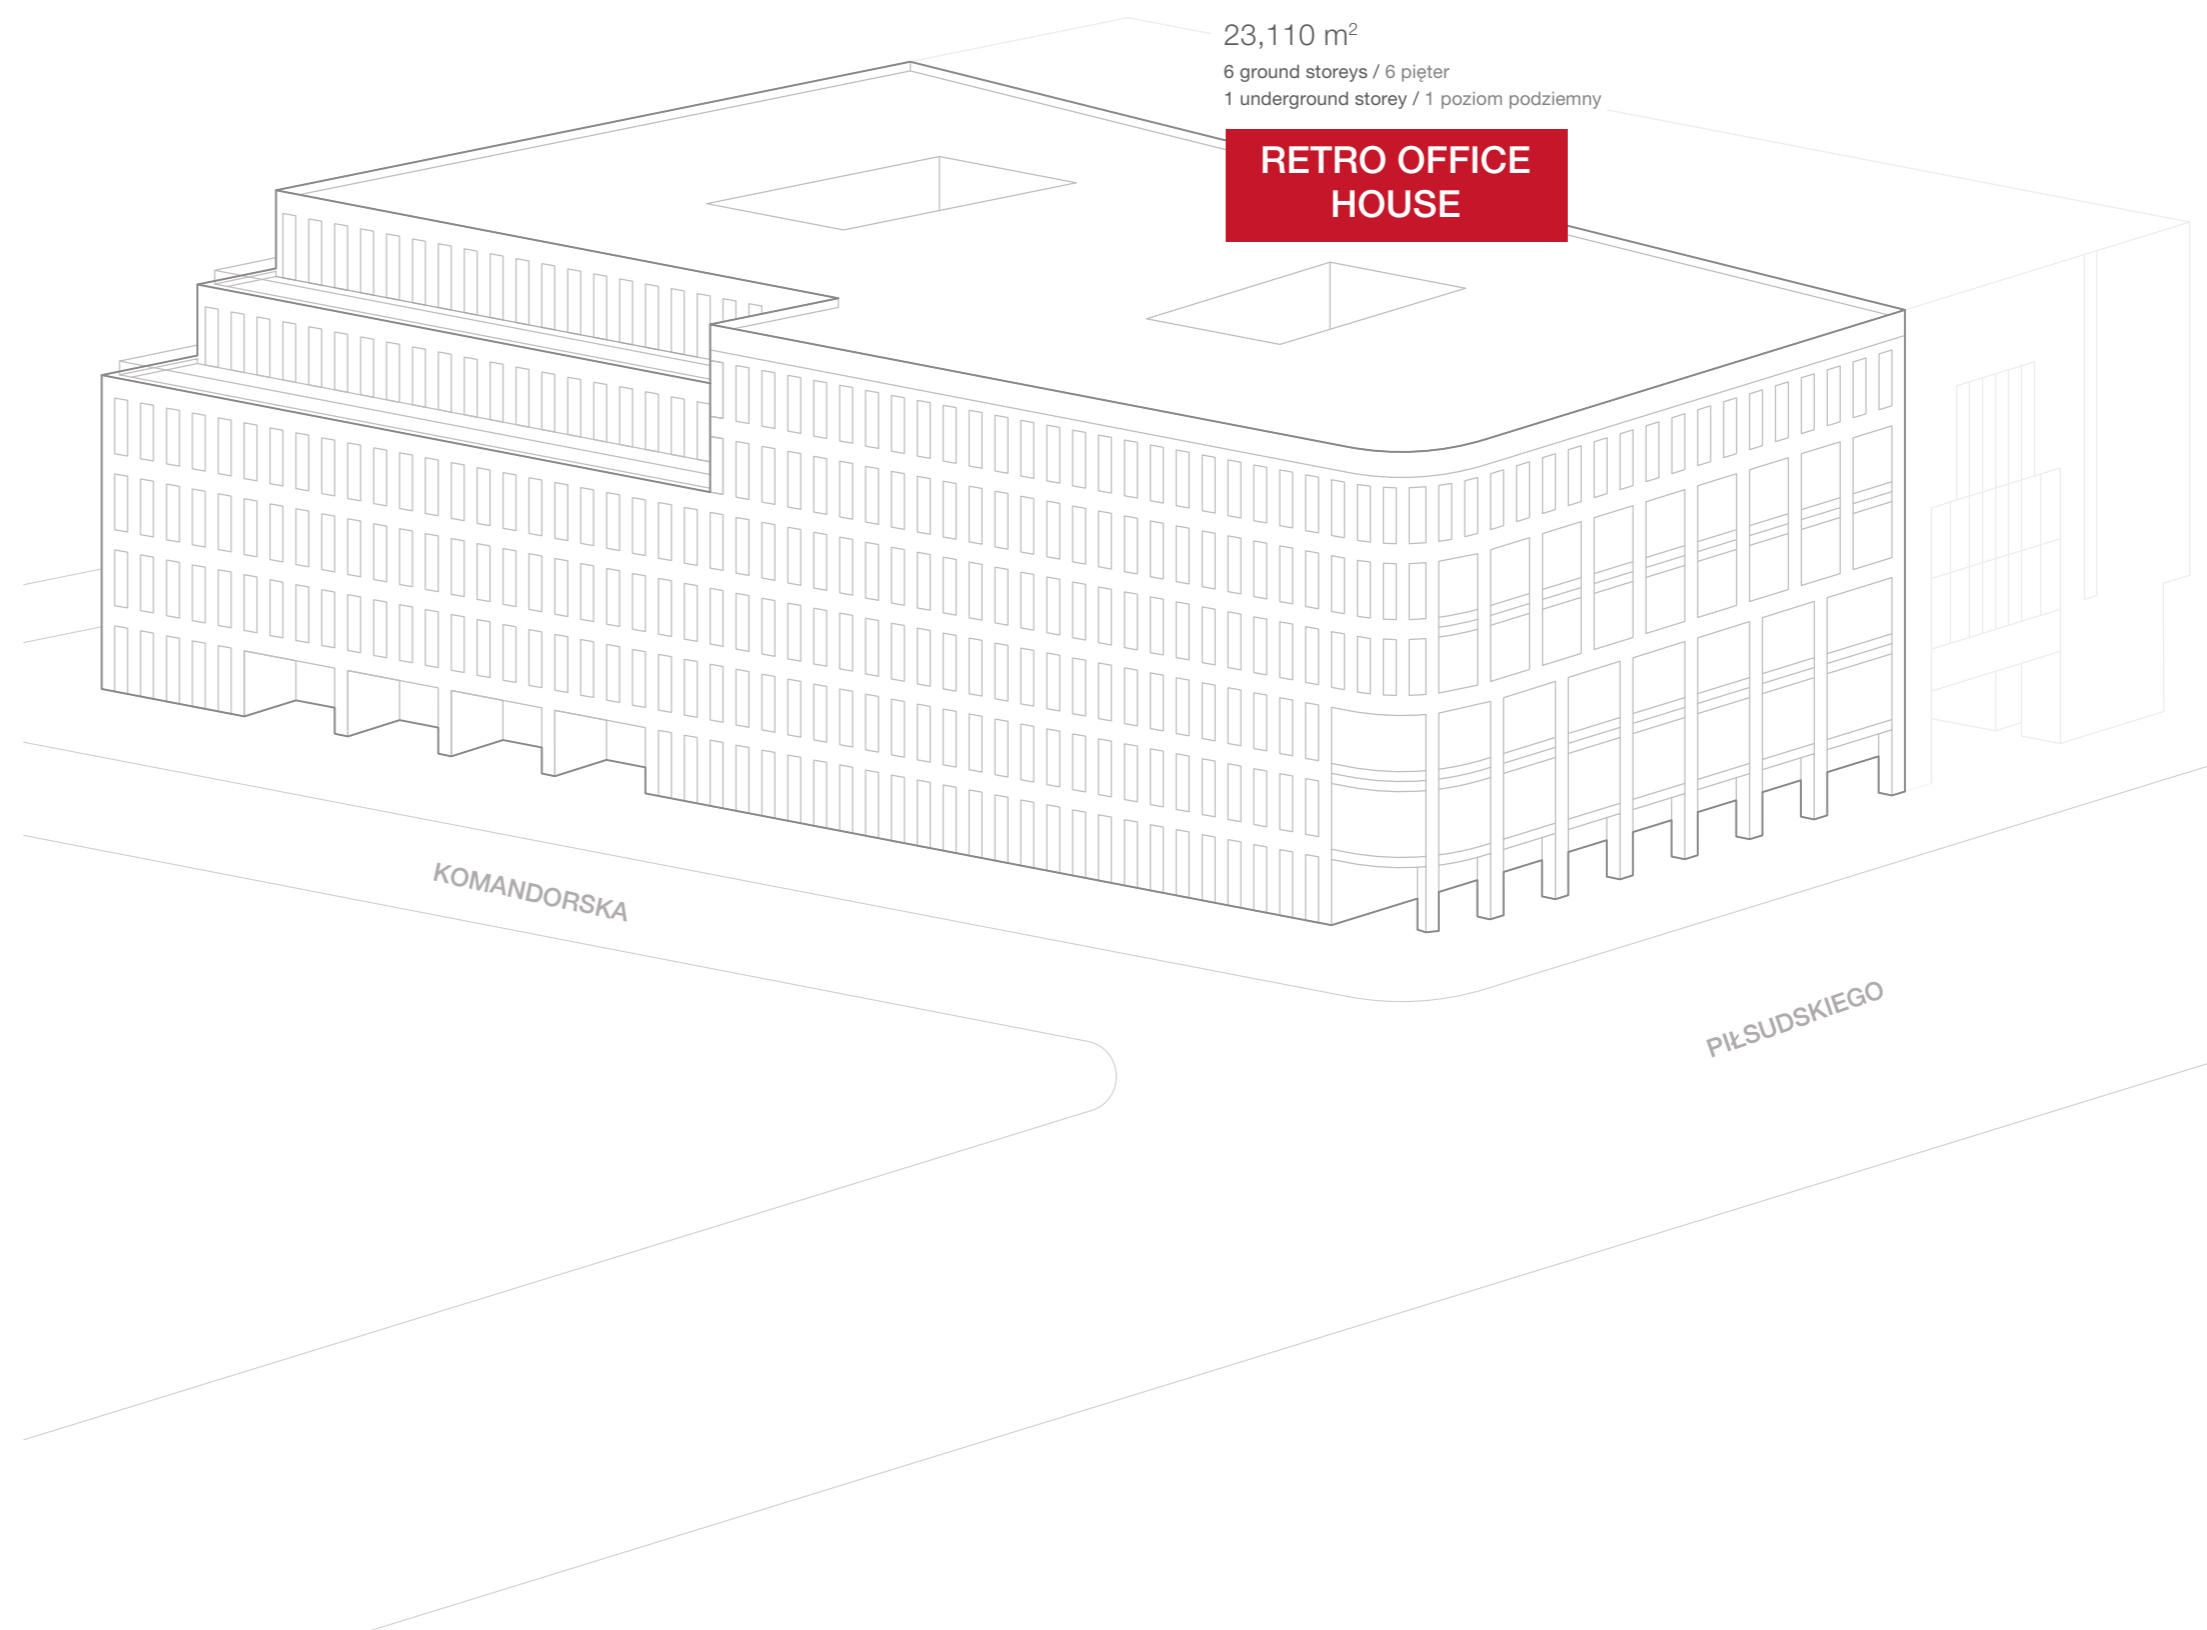 23,110 m²
6 ground storeys / 6 pięter
1 underground storey / 1 poziom podziemny
RETRO OFFICE
HOUSE
KOMANDORSKA
PIŁSUDSKIEGO